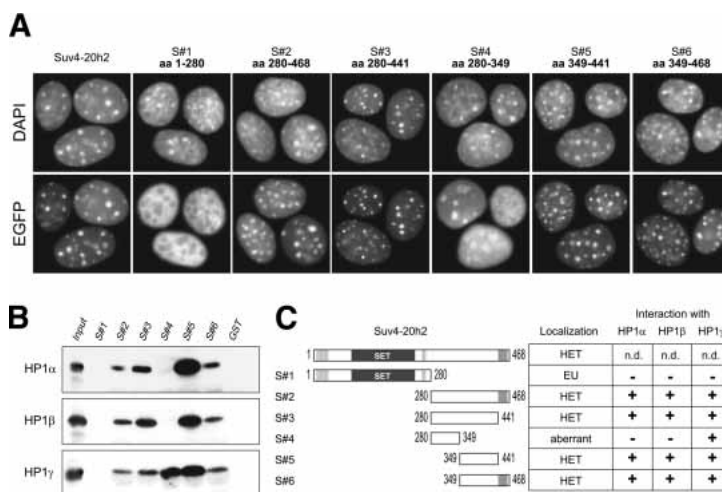 A
Suv4-20h2
S#1
aa 1-280
S#2
aa 280-468
S#3
aa 280-441
S#4
aa 280-349
S#5
aa 349-441
S#6
aa 349-468
DAPI
EGFP
B
Input S#1 S#2 S#3 S#4 S#5 S#6 GST
HP1α
HP1β
HP1γ
C
Suv4-20h2
Localization
Interaction with
HP1α HP1β HP1γ
1 SET 468 HET n.d. n.d. n.d.
S#1 1 SET 280 EU - - -
S#2 280 468 HET + + +
S#3 280 441 HET + + +
S#4 280 349 aberrant - - +
S#5 349 441 HET + + +
S#6 349 468 HET + + +